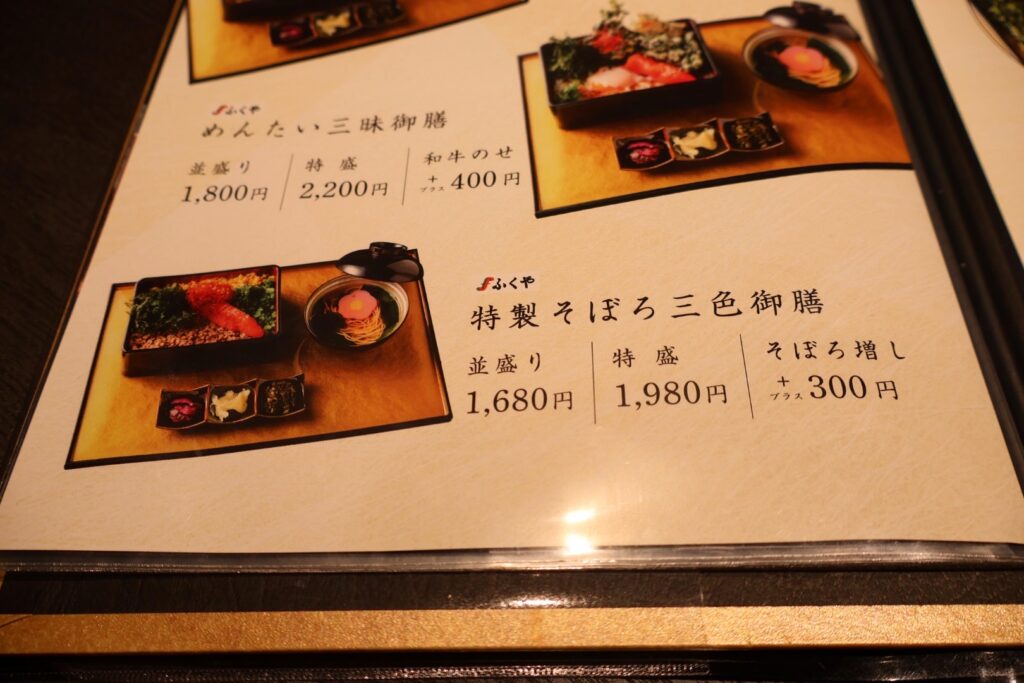 ふくや
めんたい三昧御膳
並盛り 特盛 和牛のせ
1,800円 2,200円 +プラス 400円
ふくや
特製そぼろ三色御膳
並盛り 特盛 そぼろ増し
1,680円 1,980円 +プラス 300円